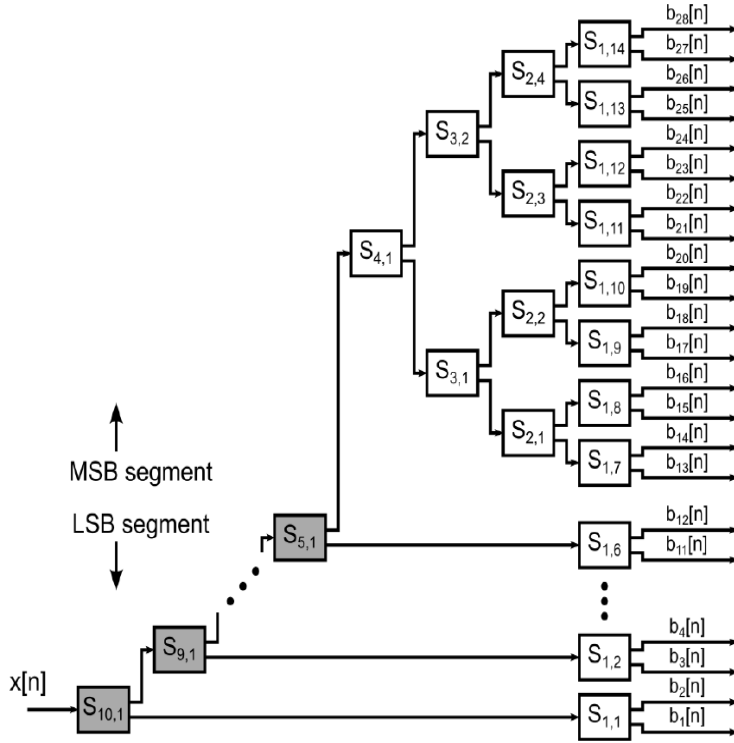 b₂₈[n]
S₁,₁₄
b₂₇[n]
S₂,₄
b₂₆[n]
S₁,₁₃
b₂₅[n]
S₃,₂
b₂₄[n]
S₁,₁₂
b₂₃[n]
S₂,₃
b₂₂[n]
S₁,₁₁
b₂₁[n]
S₄,₁
b₂₀[n]
S₁,₁₀
b₁₉[n]
S₂,₂
b₁₈[n]
S₁,₉
b₁₇[n]
S₃,₁
b₁₆[n]
S₁,₈
b₁₅[n]
S₂,₁
b₁₄[n]
S₁,₇
b₁₃[n]
MSB segment
LSB segment
S₅,₁
b₁₂[n]
S₁,₆
b₁₁[n]
S₉,₁
b₄[n]
S₁,₂
b₃[n]
x[n]
S₁₀,₁
b₂[n]
S₁,₁
b₁[n]